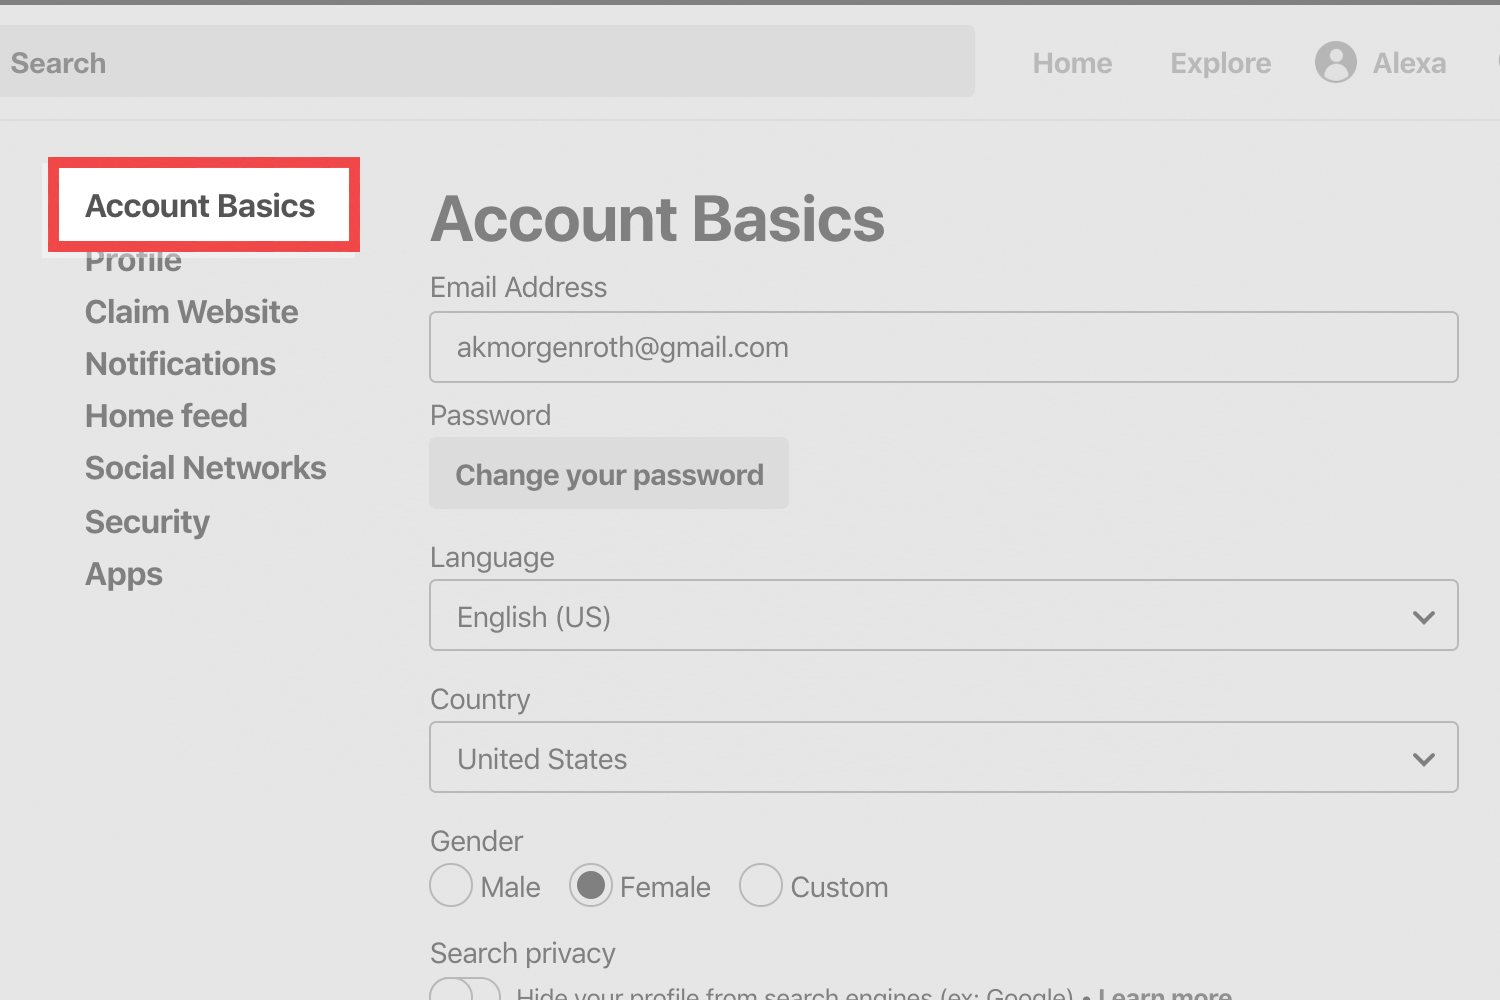 Search
Home
Explore
Alexa
Account Basics
Profile
Claim Website
Notifications
Home feed
Social Networks
Security
Apps
Account Basics
Email Address
akmorgenroth@gmail.com
Password
Change your password
Language
English (US)
Country
United States
Gender
Male Female Custom
Search privacy
Hide your profile from search engines (ex: Google) • Learn more